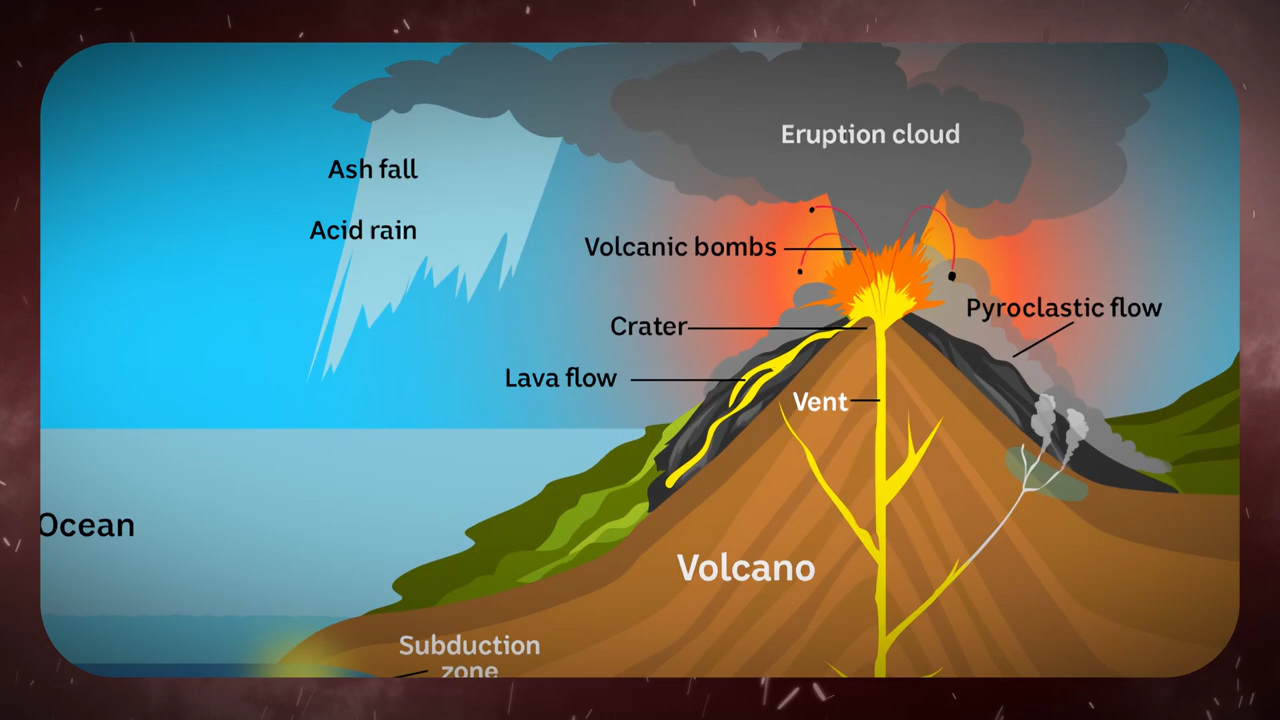 Eruption cloud
Ash fall
Acid rain
Volcanic bombs
Pyroclastic flow
Crater
Lava flow
Vent
Ocean
Volcano
Subduction
zone